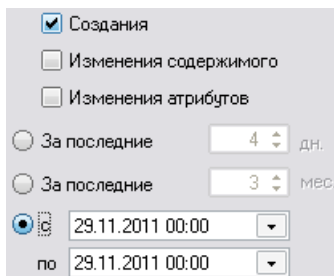 Создания
Изменения содержимого
Изменения атрибутов
За последние 4 дн.
За последние 3 мес
с 29.11.2011 00:00
по 29.11.2011 00:00